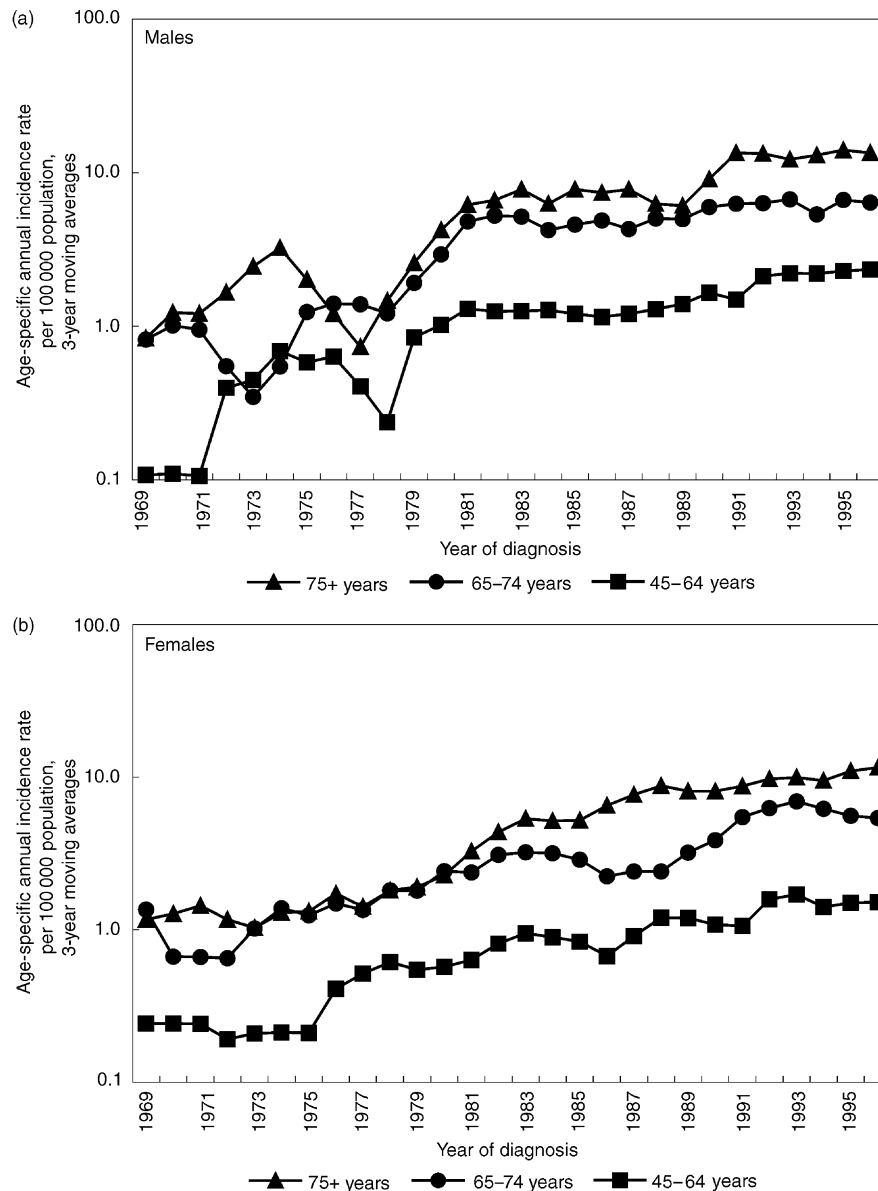 (a)
Males
100.0
10.0
1.0
0.1
Age-specific annual incidence rate
per 100 000 population,
3-year moving averages
1969
1971
1973
1975
1977
1979
1981
1983
1985
1987
1989
1991
1993
1995
Year of diagnosis
75+ years
65–74 years
45–64 years
(b)
Females
100.0
10.0
1.0
0.1
Age-specific annual incidence rate
per 100 000 population,
3-year moving averages
1969
1971
1973
1975
1977
1979
1981
1983
1985
1987
1989
1991
1993
1995
Year of diagnosis
75+ years
65–74 years
45–64 years